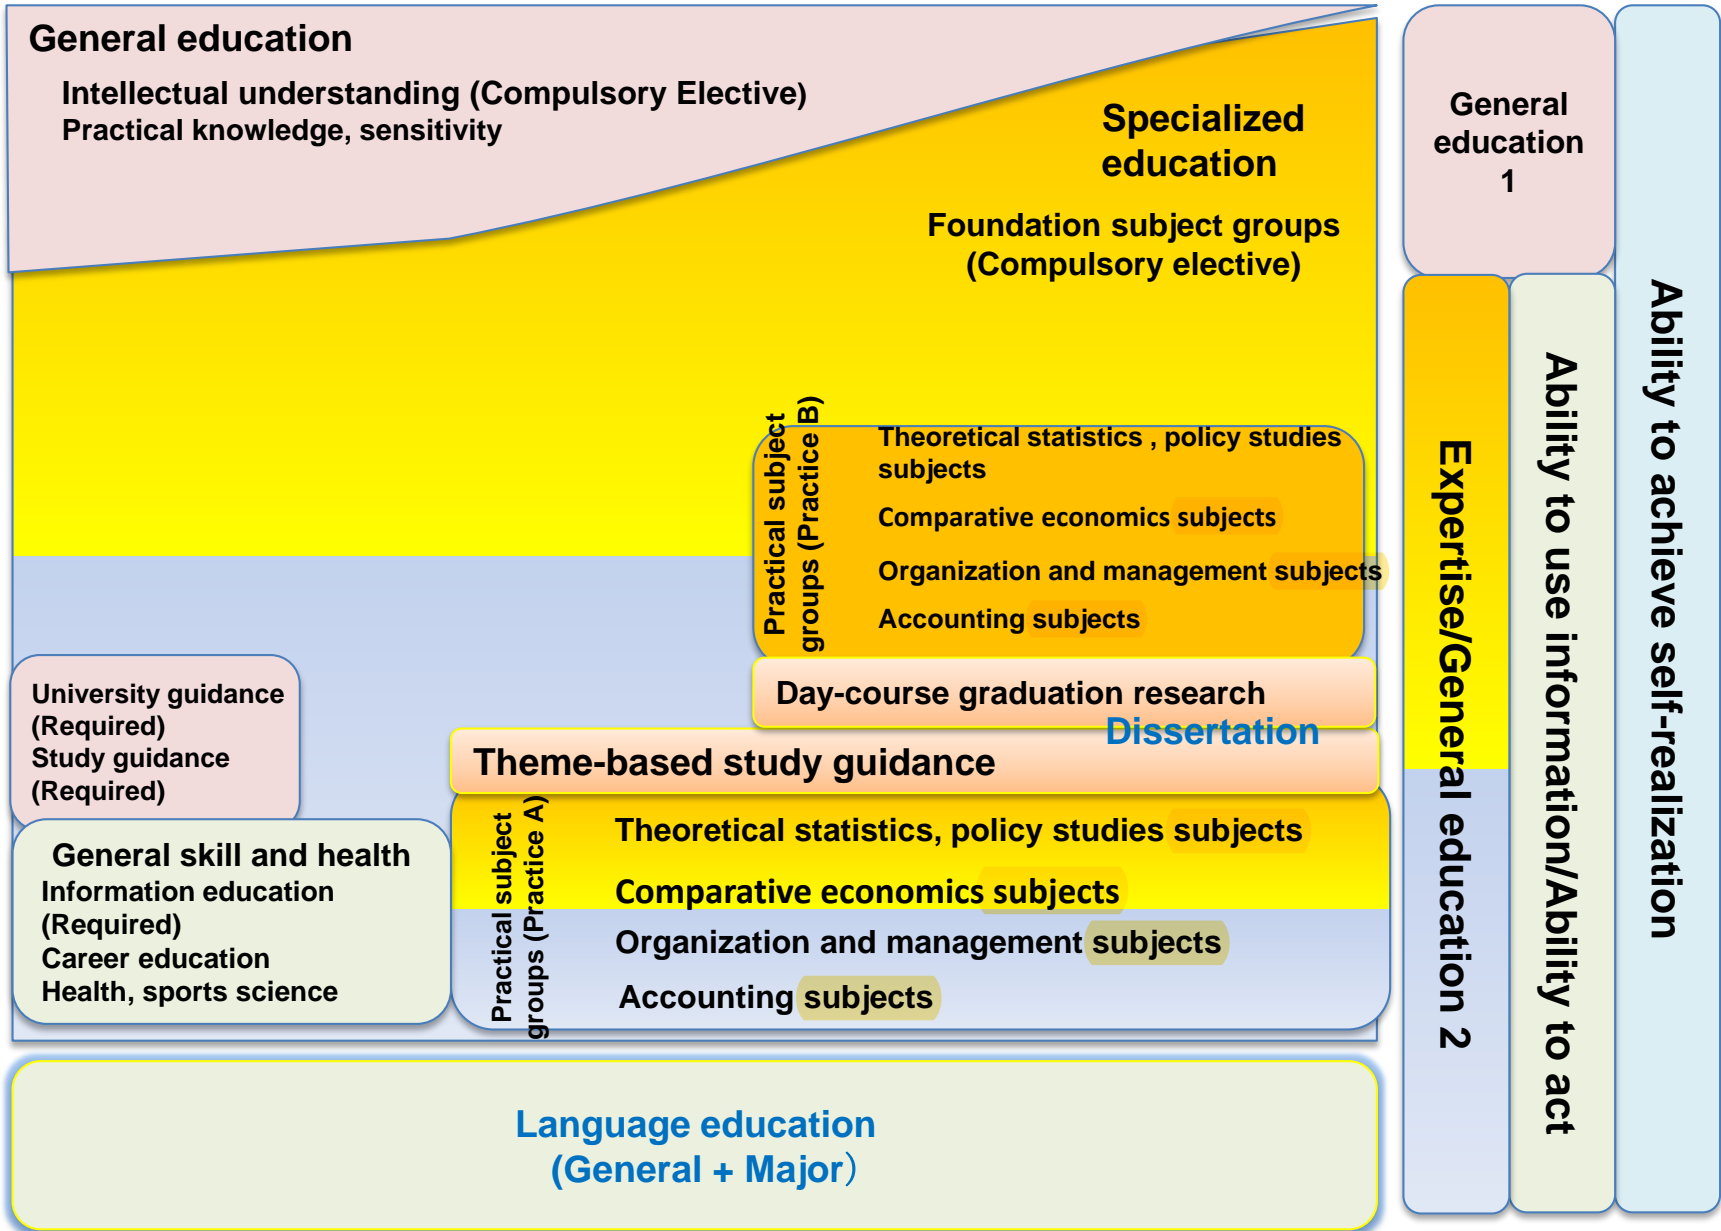 General education
Intellectual understanding (Compulsory Elective)
Practical knowledge, sensitivity
Specialized
education
Foundation subject groups
(Compulsory elective)
Practical subject
groups (Practice B)
Theoretical statistics , policy studies
subjects
Comparative economics subjects
Organization and management subjects
Accounting subjects
Day-course graduation research
Dissertation
University guidance
(Required)
Study guidance
(Required)
Theme-based study guidance
General skill and health
Information education
(Required)
Career education
Health, sports science
Practical subject
groups (Practice A)
Theoretical statistics, policy studies subjects
Comparative economics subjects
Organization and management subjects
Accounting subjects
Language education
(General + Major）
General
education
1
Expertise/General education 2
Ability to use information/Ability to act
Ability to achieve self-realization